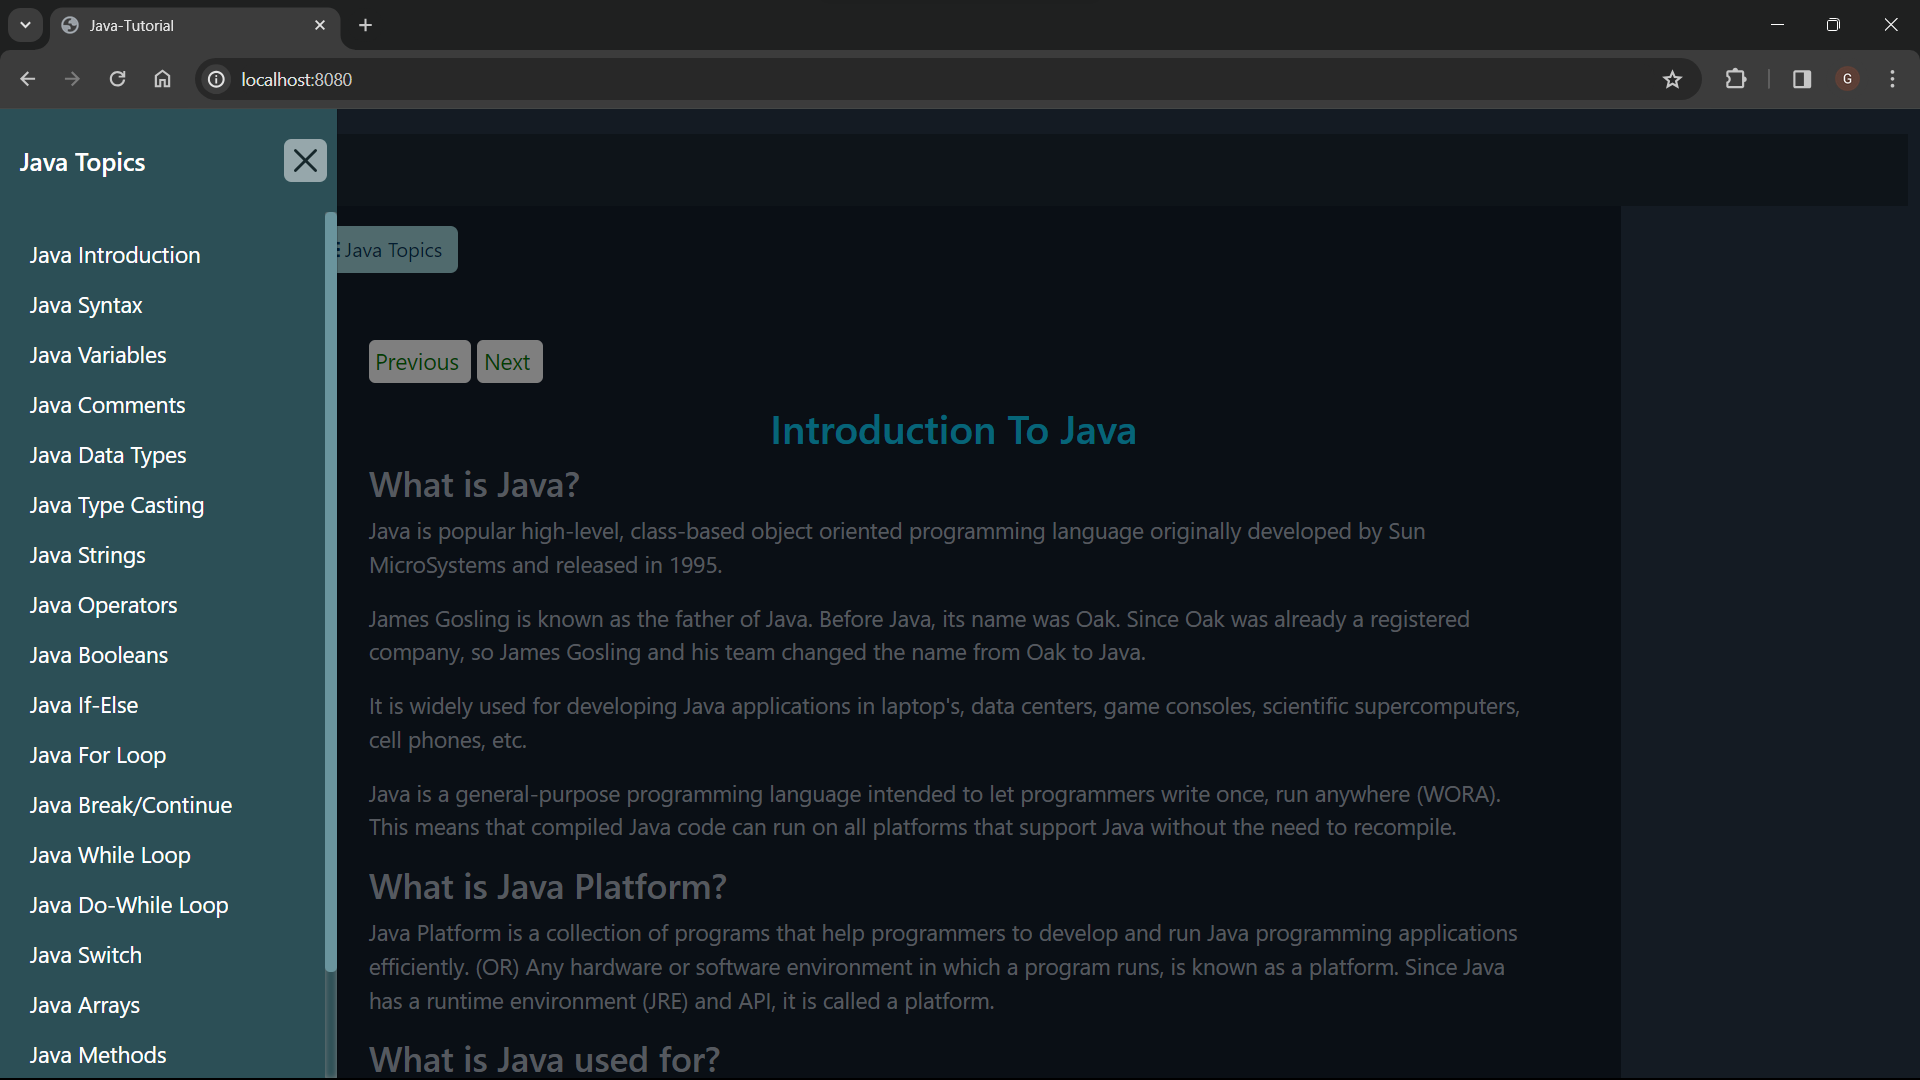 Java-Tutorial
localhost:8080
G
Java Topics
Java Introduction
Java Syntax
Java Variables
Java Comments
Java Data Types
Java Type Casting
Java Strings
Java Operators
Java Booleans
Java If-Else
Java For Loop
Java Break/Continue
Java While Loop
Java Do-While Loop
Java Switch
Java Arrays
Java Methods
Java Topics
Previous Next
Introduction To Java
What is Java?
Java is popular high-level, class-based object oriented programming language originally developed by Sun
MicroSystems and released in 1995.
James Gosling is known as the father of Java. Before Java, its name was Oak. Since Oak was already a registered
company, so James Gosling and his team changed the name from Oak to Java.
It is widely used for developing Java applications in laptop's, data centers, game consoles, scientific supercomputers,
cell phones, etc.
Java is a general-purpose programming language intended to let programmers write once, run anywhere (WORA).
This means that compiled Java code can run on all platforms that support Java without the need to recompile.
What is Java Platform?
Java Platform is a collection of programs that help programmers to develop and run Java programming applications
efficiently. (OR) Any hardware or software environment in which a program runs, is known as a platform. Since Java
has a runtime environment (JRE) and API, it is called a platform.
What is Java used for?